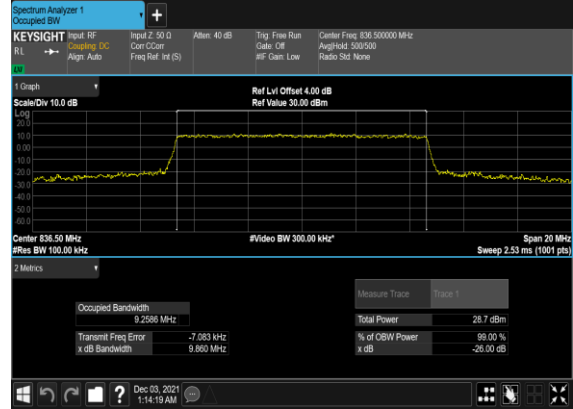 Spectrum Analyzer 1
Occupied BW
+
KEYSIGHT Input: RF Input Z: 50 Ω Atten: 40 dB Trig: Free Run Center Freq: 836.500000 MHz
RL Coupling: DC Corr CCorr Gate: Off Avg|Hold: 500/500
Align: Auto Freq Ref: Int (S) #IF Gain: Low Radio Std: None
LM
1 Graph Ref Lvl Offset 4.00 dB
Scale/Div 10.0 dB Ref Value 30.00 dBm
Log
20.0
10.0
0.00
-10.0
-20.0
-30.0
-40.0
-50.0
-60.0
Center 836.50 MHz #Video BW 300.00 kHz* Span 20 MHz
#Res BW 100.00 kHz Sweep 2.53 ms (1001 pts)
2 Metrics
Measure Trace Trace 1
Occupied Bandwidth
9.2586 MHz Total Power 28.7 dBm
Transmit Freq Error -7.083 kHz % of OBW Power 99.00 %
x dB Bandwidth 9.860 MHz x dB -26.00 dB
? Dec 03, 2021
1:14:19 AM